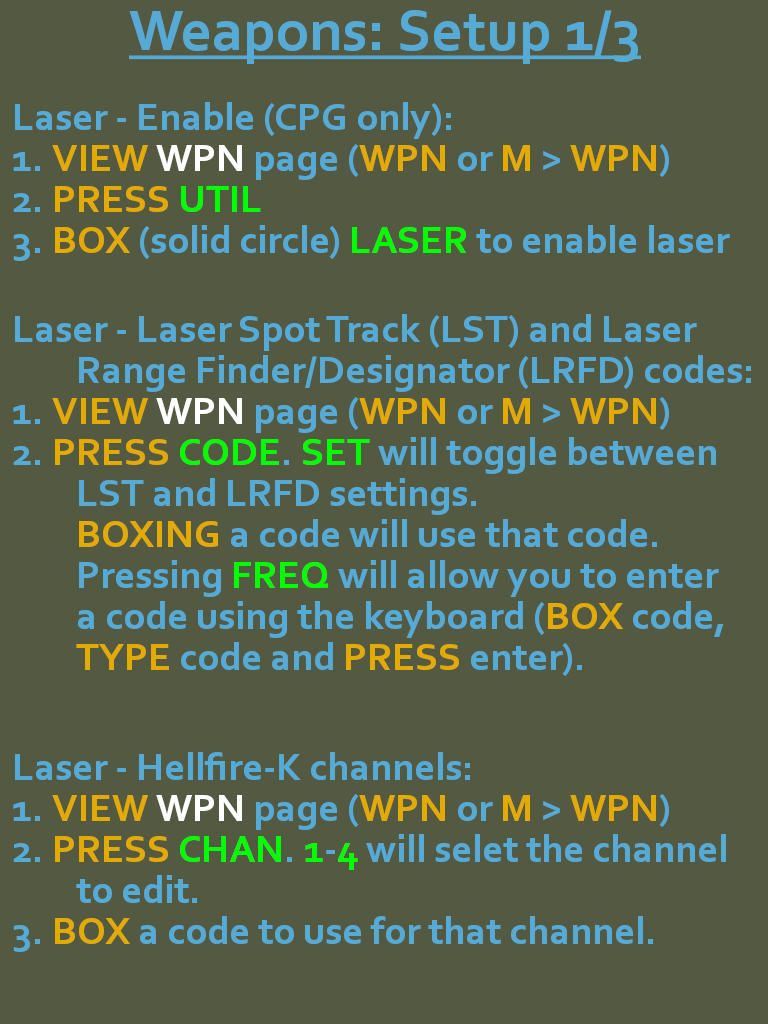 Weapons: Setup 1/3
Laser - Enable (CPG only):
1. VIEW WPN page (WPN or M > WPN)
2. PRESS UTIL
3. BOX (solid circle) LASER to enable laser
Laser - Laser Spot Track (LST) and Laser
Range Finder/Designator (LRFD) codes:
1. VIEW WPN page (WPN or M > WPN)
2. PRESS CODE. SET will toggle between
LST and LRFD settings.
BOXING a code will use that code.
Pressing FREQ will allow you to enter
a code using the keyboard (BOX code,
TYPE code and PRESS enter).
Laser - Hellfire-K channels:
1. VIEW WPN page (WPN or M > WPN)
2. PRESS CHAN. 1-4 will selet the channel
to edit.
3. BOX a code to use for that channel.